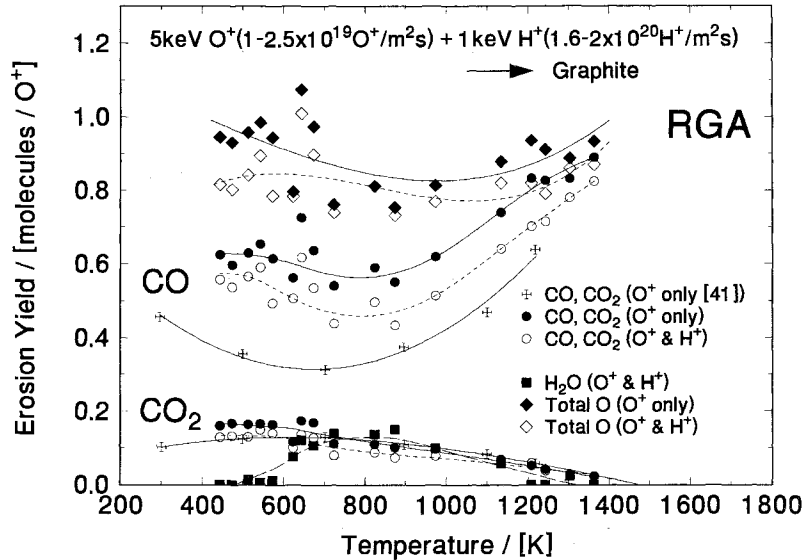 5keV O⁺(1-2.5x10¹⁹O⁺/m²s) + 1keV H⁺(1.6-2x10²⁰H⁺/m²s)
Graphite
RGA
CO
CO₂
CO, CO₂ (O⁺ only [41])
CO, CO₂ (O⁺ only)
CO, CO₂ (O⁺ & H⁺)
H₂O (O⁺ & H⁺)
Total O (O⁺ only)
Total O (O⁺ & H⁺)
Erosion Yield / [molecules / O⁺]
1.2
1.0
0.8
0.6
0.4
0.2
0.0
200 400 600 800 1000 1200 1400 1600 1800
Temperature / [K]